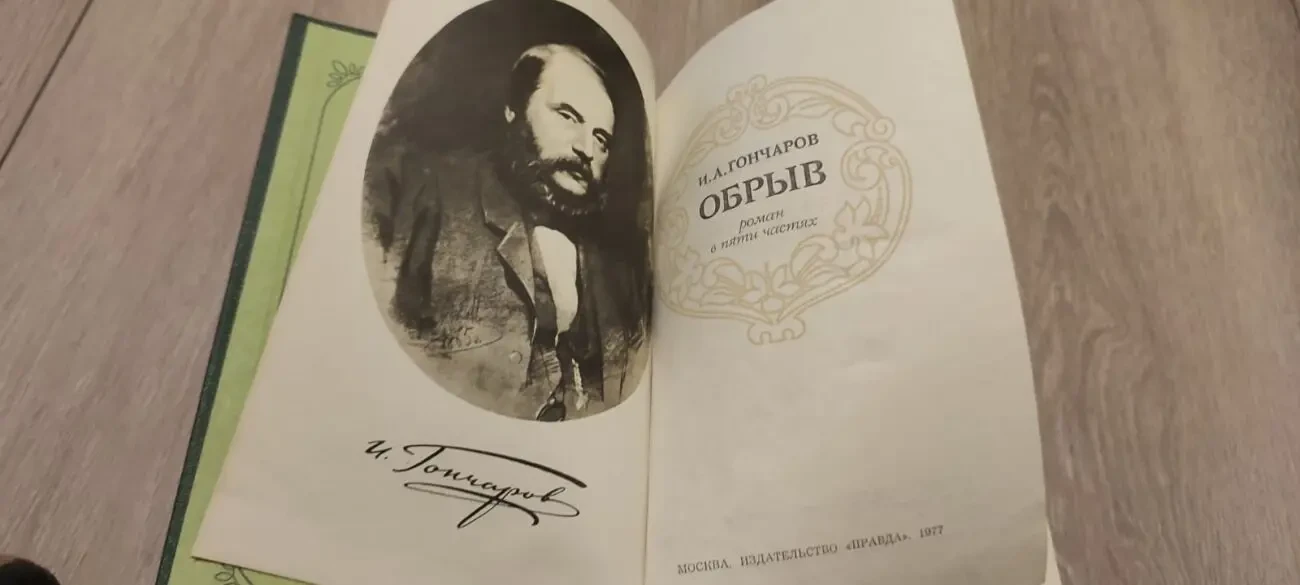 И. Гончаров
И. А. ГОНЧАРОВ
ОБРЫВ
роман
в пяти частях
МОСКВА. ИЗДАТЕЛЬСТВО «ПРАВДА». 1977